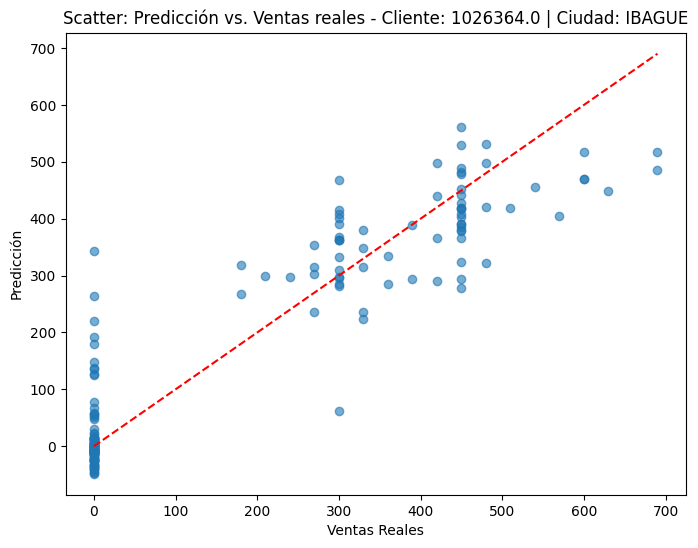 Scatter: Predicción vs. Ventas reales - Cliente: 1026364.0 | Ciudad: IBAGUE
700
600
500
400
300
200
100
0
Predicción
0 100 200 300 400 500 600 700
Ventas Reales